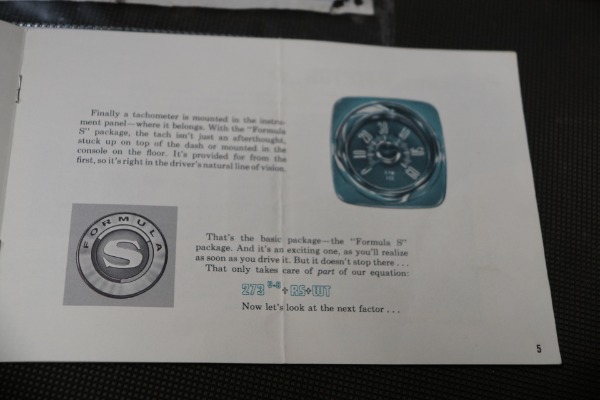 Finally a tachometer is mounted in the instru-
ment panel—where it belongs. With the "Formula
S" package, the tach isn't just an afterthought,
stuck up on top of the dash or mounted in the
console on the floor. It's provided for from the
first, so it's right in the driver's natural line of vision.
FORMULA
S
That's the basic package—the "Formula S"
package. And it's an exciting one, as you'll realize
as soon as you drive it. But it doesn't stop there . . .
That only takes care of part of our equation:
Now let's look at the next factor . . .
5